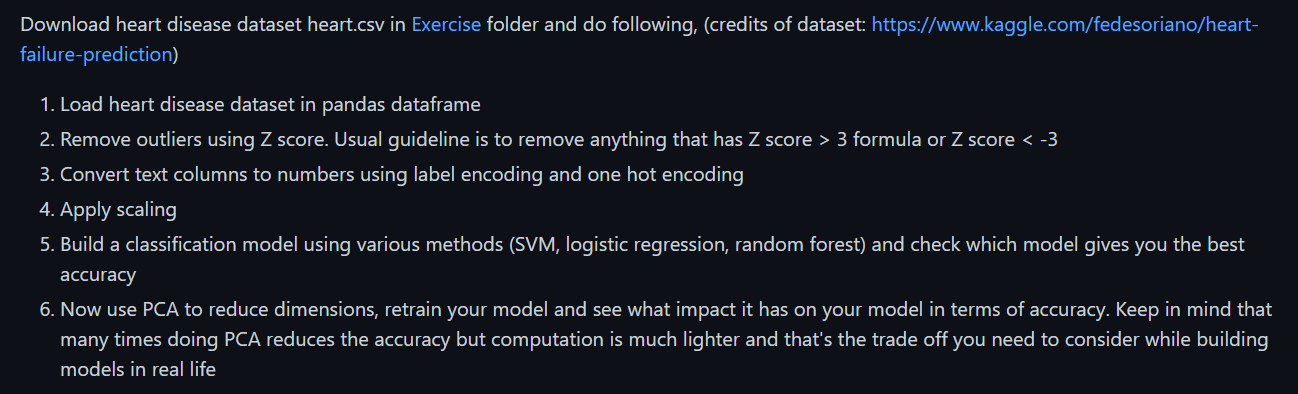 Download heart disease dataset heart.csv in Exercise folder and do following, (credits of dataset: https://www.kaggle.com/fedesoriano/heart-
failure-prediction)
1. Load heart disease dataset in pandas dataframe
2. Remove outliers using Z score. Usual guideline is to remove anything that has Z score > 3 formula or Z score < -3
3. Convert text columns to numbers using label encoding and one hot encoding
4. Apply scaling
5. Build a classification model using various methods (SVM, logistic regression, random forest) and check which model gives you the best
accuracy
6. Now use PCA to reduce dimensions, retrain your model and see what impact it has on your model in terms of accuracy. Keep in mind that
many times doing PCA reduces the accuracy but computation is much lighter and that's the trade off you need to consider while building
models in real life